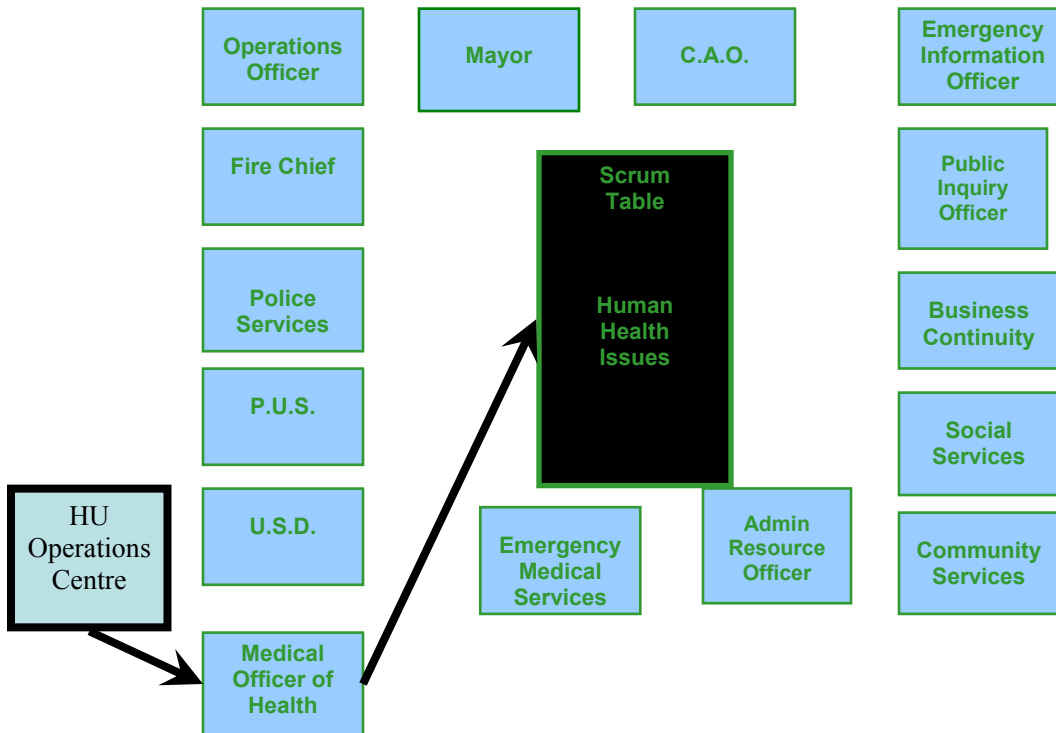 Operations
Officer
Mayor
C.A.O.
Emergency
Information
Officer
Fire Chief
Scrum
Table
Public
Inquiry
Officer
Police
Services
Human
Health
Issues
Business
Continuity
P.U.S.
Social
Services
HU
Operations
Centre
U.S.D.
Emergency
Medical
Services
Admin
Resource
Officer
Community
Services
Medical
Officer of
Health